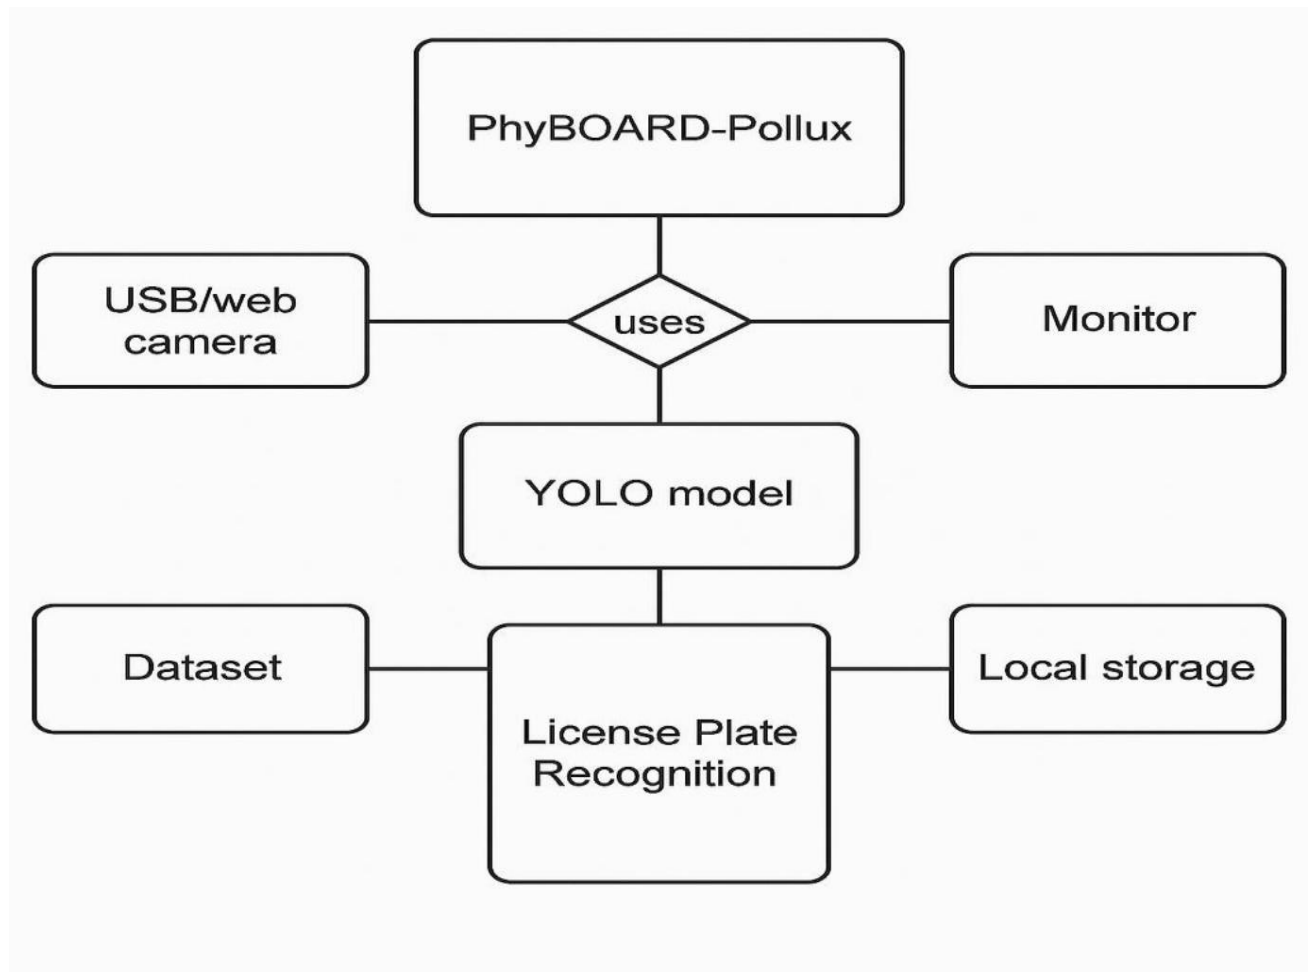 PhyBOARD-Pollux
USB/web
camera
uses
Monitor
YOLO model
Dataset
Local storage
License Plate
Recognition